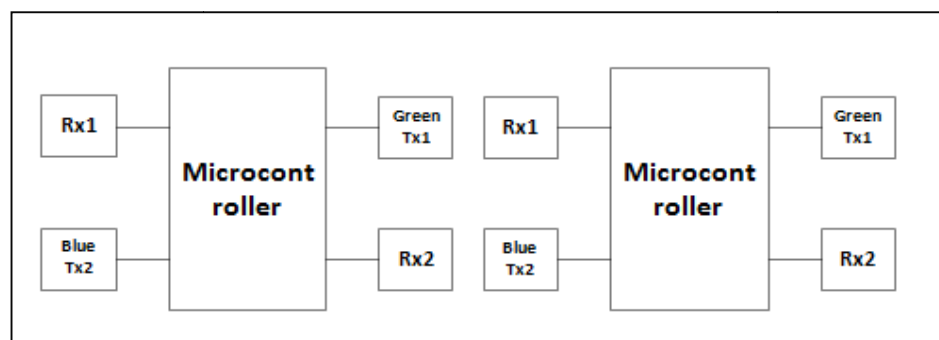 Rx1
Microcont
roller
Green
Tx1
Blue
Tx2
Rx2
Rx1
Microcont
roller
Green
Tx1
Blue
Tx2
Rx2